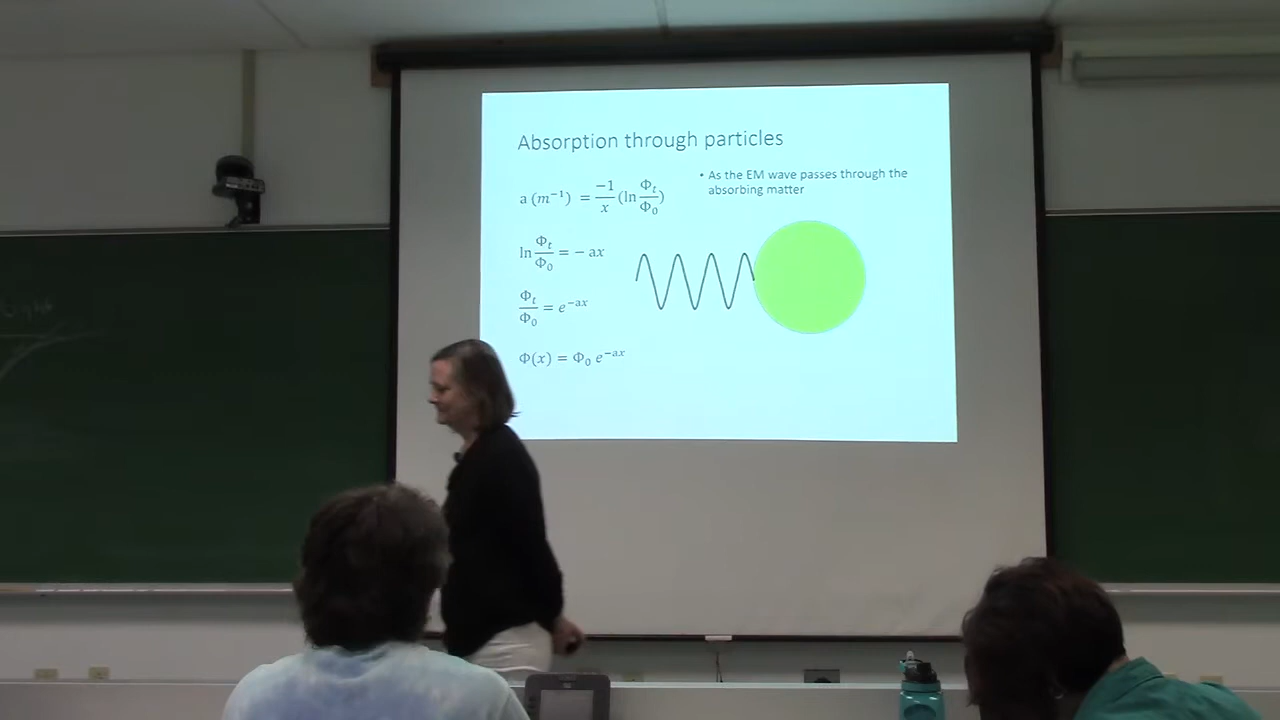 Absorption through particles
a (m⁻¹) = −1/x (ln Φₜ/Φ₀)
ln Φₜ/Φ₀ = − ax
Φₜ/Φ₀ = e⁻ᵃˣ
Φ(x) = Φ₀ e⁻ᵃˣ
• As the EM wave passes through the
absorbing matter